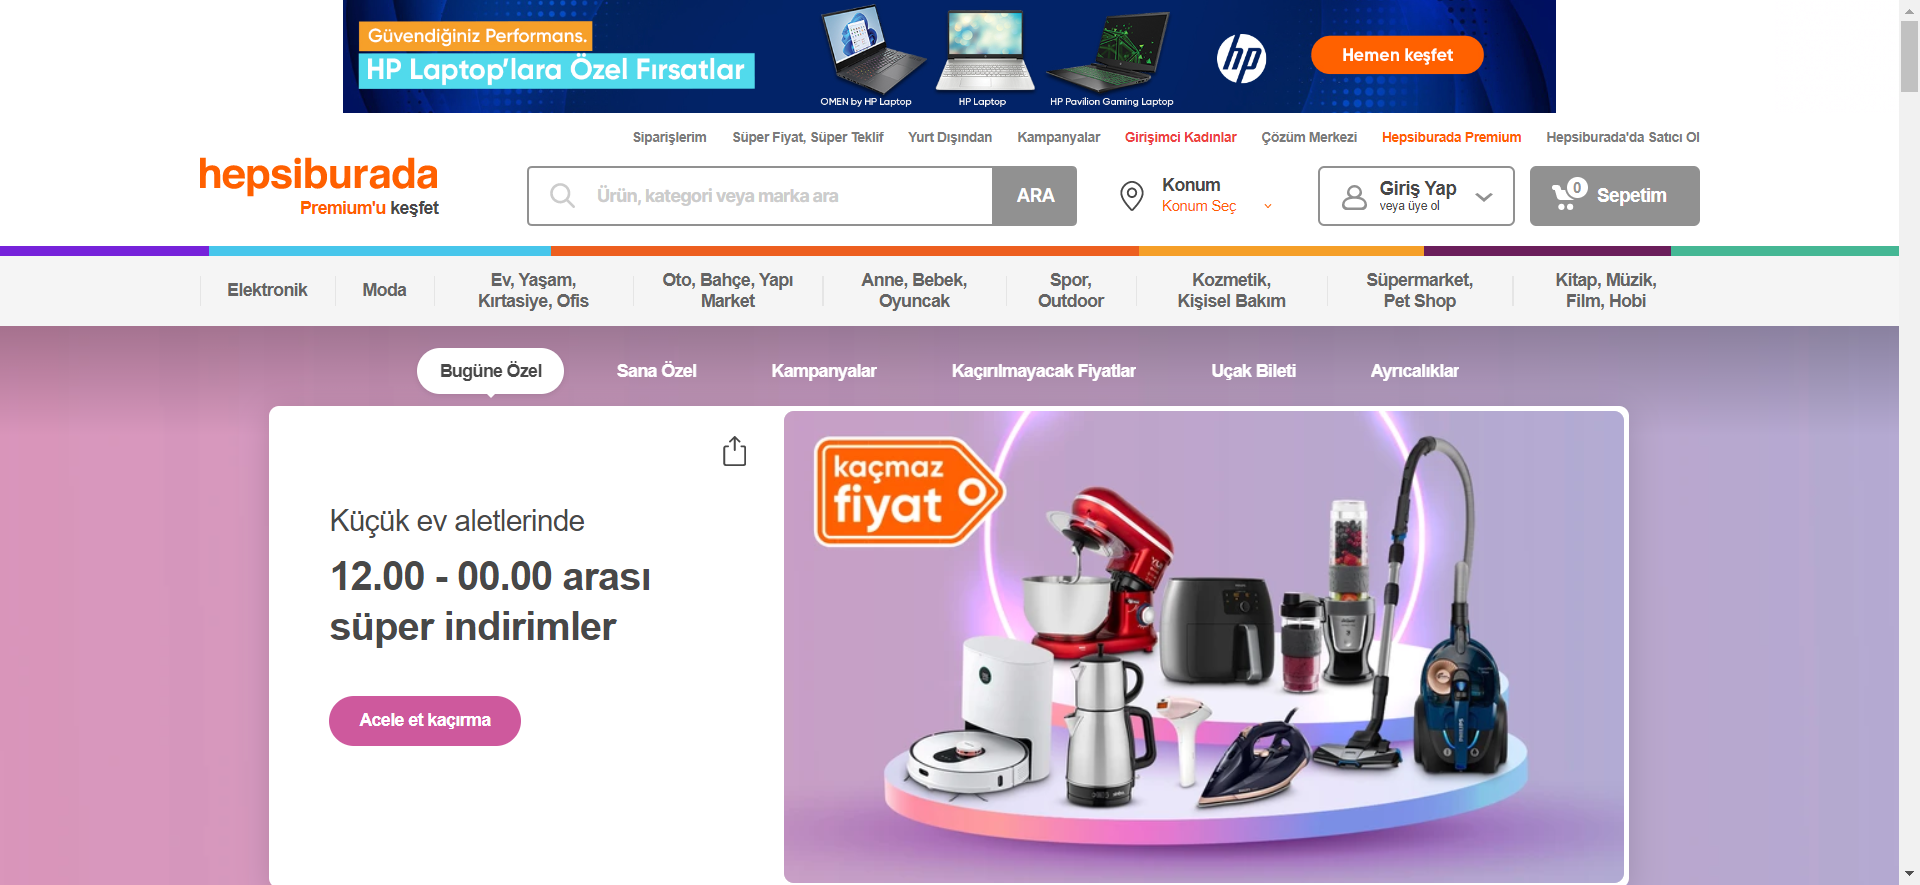 Güvendiğiniz Performans.
HP Laptop'lara Özel Fırsatlar
OMEN by HP Laptop
HP Laptop
HP Pavilion Gaming Laptop
hp
Hemen keşfet
Siparişlerim
Süper Fiyat, Süper Teklif
Yurt Dışından
Kampanyalar
Girişimci Kadınlar
Çözüm Merkezi
Hepsiburada Premium
Hepsiburada'da Satıcı Ol
hepsiburada
Premium'u keşfet
Ürün, kategori veya marka ara
ARA
Konum
Konum Seç
Giriş Yap
veya üye ol
0
Sepetim
Elektronik
Moda
Ev, Yaşam,
Kırtasiye, Ofis
Oto, Bahçe, Yapı
Market
Anne, Bebek,
Oyuncak
Spor,
Outdoor
Kozmetik,
Kişisel Bakım
Süpermarket,
Pet Shop
Kitap, Müzik,
Film, Hobi
Bugüne Özel
Sana Özel
Kampanyalar
Kaçırılmayacak Fiyatlar
Uçak Bileti
Ayrıcalıklar
Küçük ev aletlerinde
12.00 - 00.00 arası
süper indirimler
Acele et kaçırma
kaçmaz
fiyat
PHILIPS